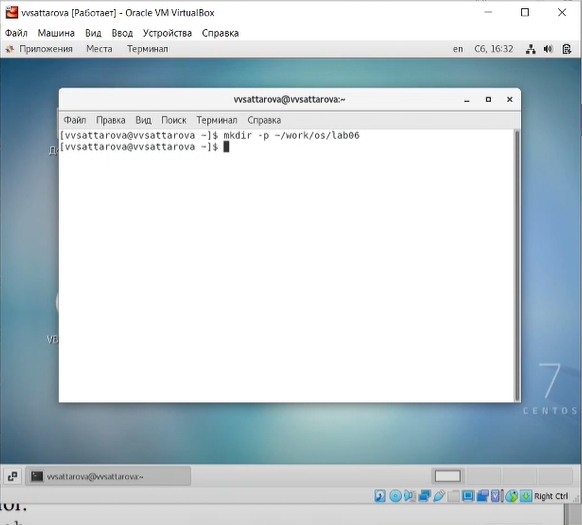 vvsattarova [Работает] - Oracle VM VirtualBox
Файл Машина Вид Ввод Устройства Справка
Приложения Места Терминал en Сб, 16:32
vvsattarova@vvsattarova:~
Файл Правка Вид Поиск Терминал Справка
[vvsattarova@vvsattarova ~]$ mkdir -p ~/work/os/lab06
[vvsattarova@vvsattarova ~]$
VB
7
CENTOS
vvsattarova@vvsattarova:~
Right Ctrl